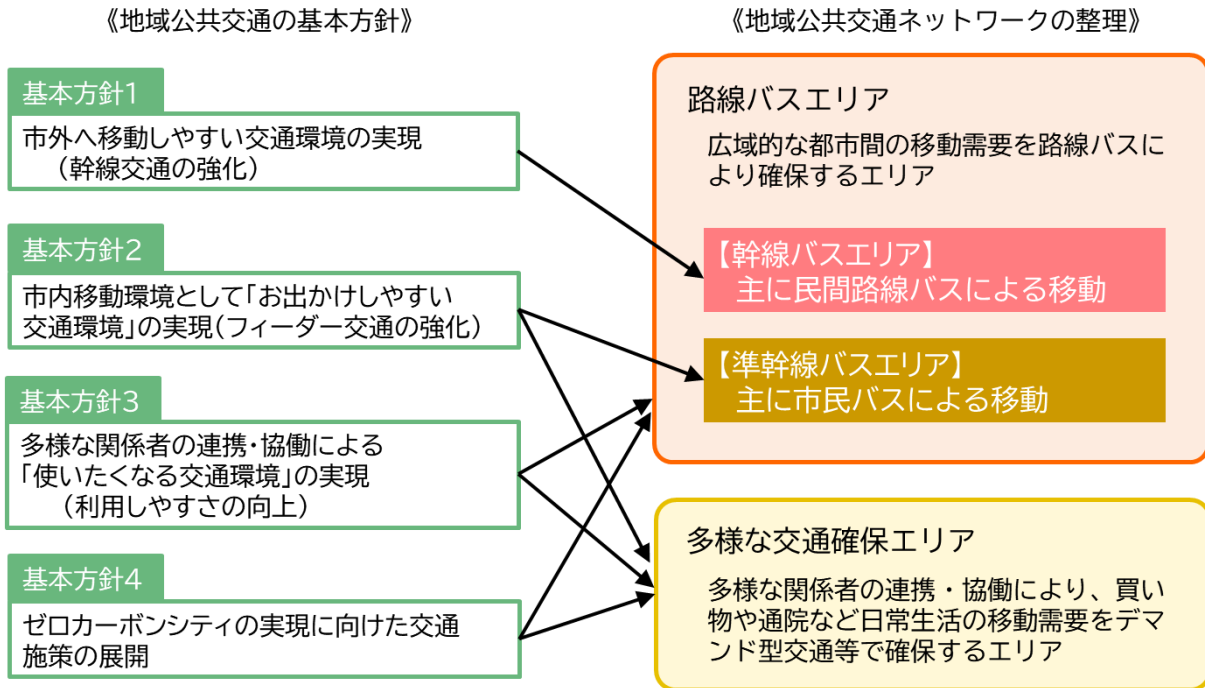 《地域公共交通の基本方針》
基本方針1
市外へ移動しやすい交通環境の実現
（幹線交通の強化）
基本方針2
市内移動環境として「お出かけしやすい
交通環境」の実現（フィーダー交通の強化）
基本方針3
多様な関係者の連携・協働による
「使いたくなる交通環境」の実現
（利用しやすさの向上）
基本方針4
ゼロカーボンシティの実現に向けた交通
施策の展開
《地域公共交通ネットワークの整理》
路線バスエリア
広域的な都市間の移動需要を路線バスに
より確保するエリア
【幹線バスエリア】
主に民間路線バスによる移動
【準幹線バスエリア】
主に市民バスによる移動
多様な交通確保エリア
多様な関係者の連携・協働により、買い
物や通院など日常生活の移動需要をデマ
ンド型交通等で確保するエリア